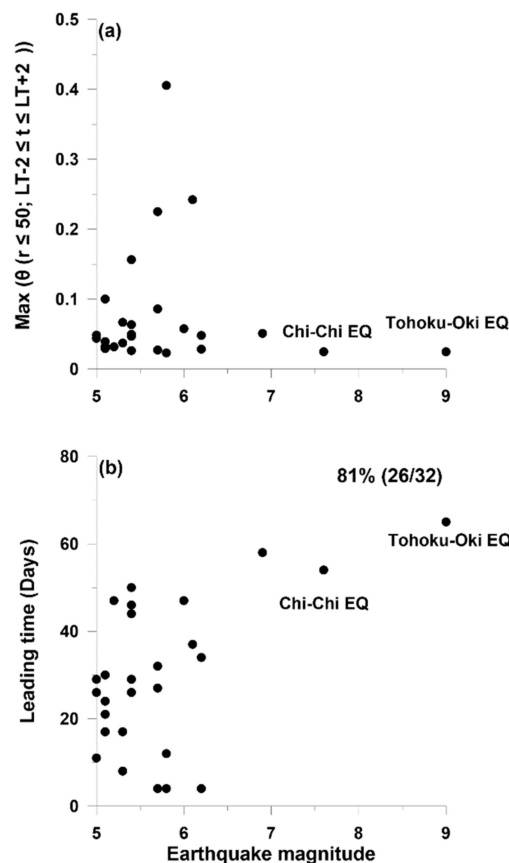 (a)
Max (θ (r ≤ 50; LT-2 ≤ t ≤ LT+2 ))
0.5
0.4
0.3
0.2
0.1
0
Chi-Chi EQ
Tohoku-Oki EQ
5 6 7 8 9
(b)
81% (26/32)
Leading time (Days)
80
60
40
20
0
Tohoku-Oki EQ
Chi-Chi EQ
5 6 7 8 9
Earthquake magnitude